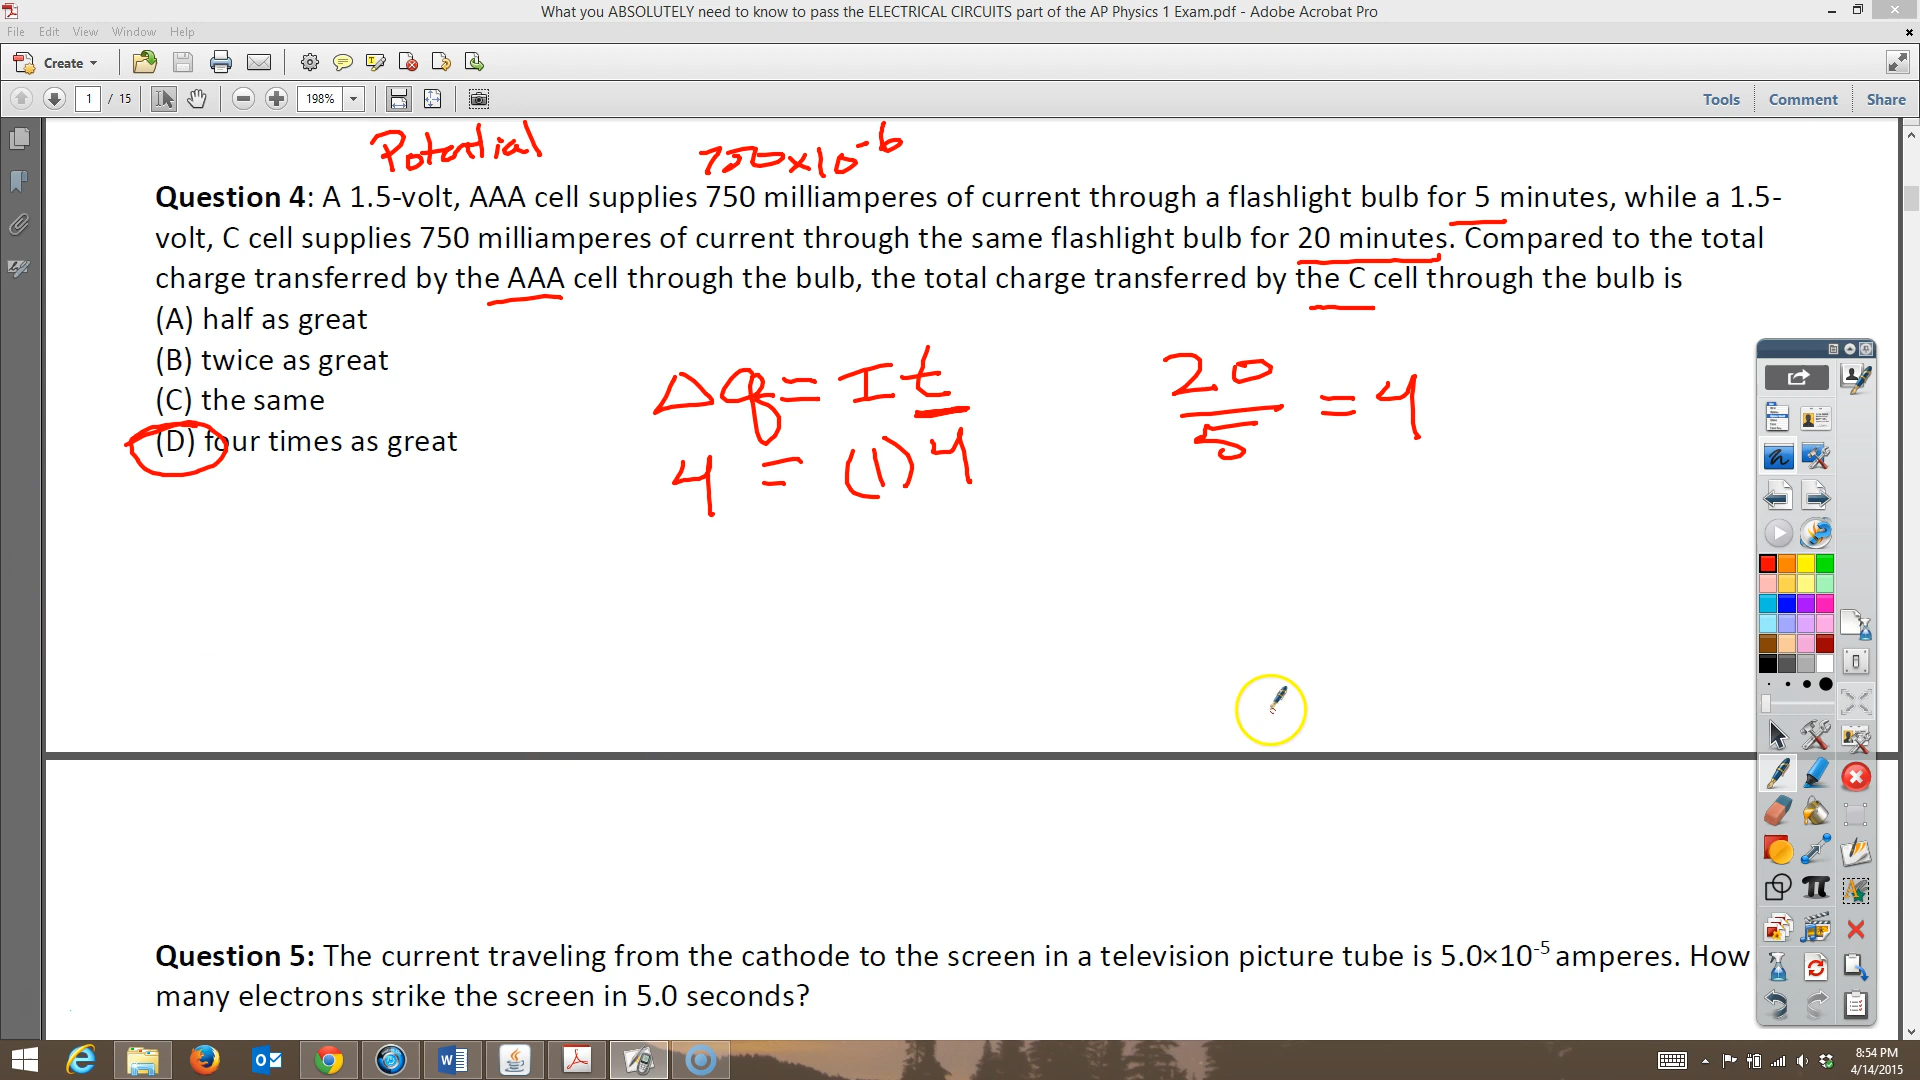 What you ABSOLUTELY need to know to pass the ELECTRICAL CIRCUITS part of the AP Physics 1 Exam.pdf - Adobe Acrobat Pro
File Edit View Window Help
Create
1 / 15 198% Tools Comment Share
Potential 750×10⁻⁶
Question 4: A 1.5-volt, AAA cell supplies 750 milliamperes of current through a flashlight bulb for 5 minutes, while a 1.5-
volt, C cell supplies 750 milliamperes of current through the same flashlight bulb for 20 minutes. Compared to the total
charge transferred by the AAA cell through the bulb, the total charge transferred by the C cell through the bulb is
(A) half as great
(B) twice as great
(C) the same
(D) four times as great
Δq = It
4 = (1)4
20/5 = 4
Question 5: The current traveling from the cathode to the screen in a television picture tube is 5.0×10⁻⁵ amperes. How
many electrons strike the screen in 5.0 seconds?
8:54 PM
4/14/2015